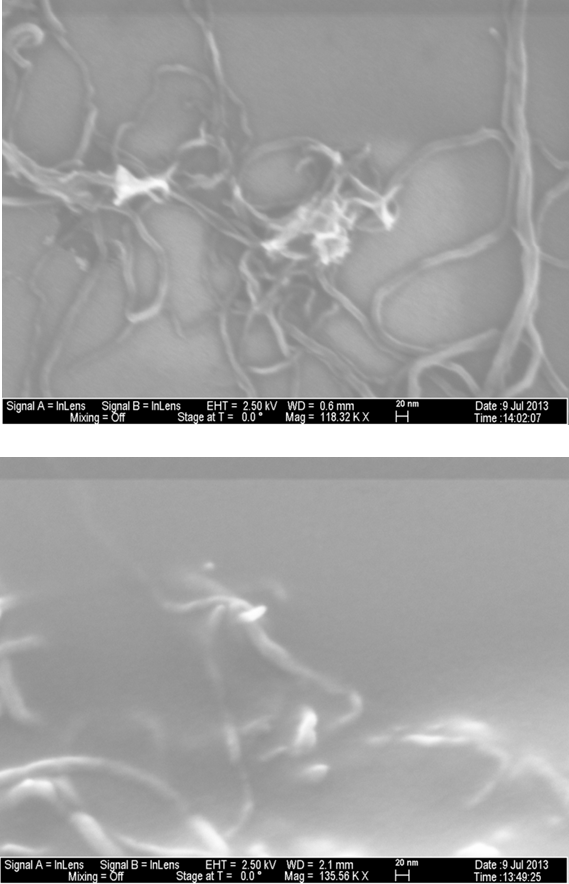 Signal A = InLens Signal B = InLens EHT = 2.50 kV WD = 0.6 mm 20 nm Date :9 Jul 2013
Mixing = Off Stage at T = 0.0 ° Mag = 118.32 K X Time :14:02:07
Signal A = InLens Signal B = InLens EHT = 2.50 kV WD = 2.1 mm 20 nm Date :9 Jul 2013
Mixing = Off Stage at T = 0.0 ° Mag = 135.56 K X Time :13:49:25